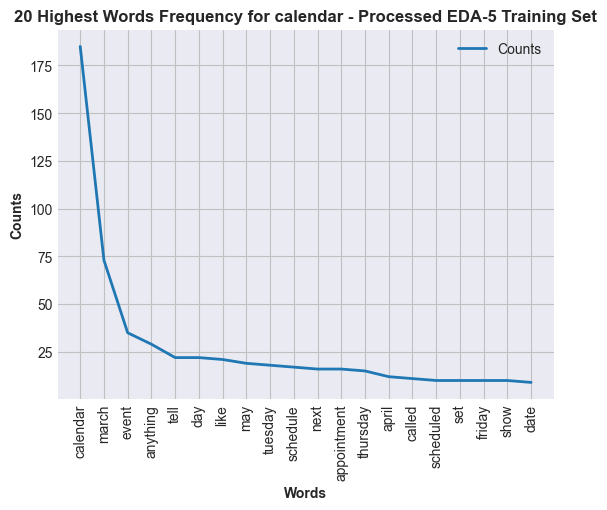 20 Highest Words Frequency for calendar - Processed EDA-5 Training Set
Counts
175
150
125
100
75
50
25
Counts
calendar
march
event
anything
tell
day
like
may
tuesday
schedule
next
appointment
thursday
april
called
scheduled
set
friday
show
date
Words